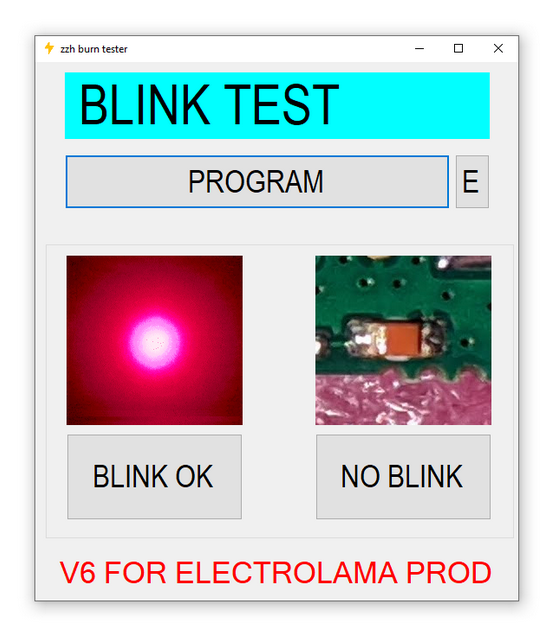 zzh burn tester
BLINK TEST
PROGRAM
E
BLINK OK
NO BLINK
V6 FOR ELECTROLAMA PROD